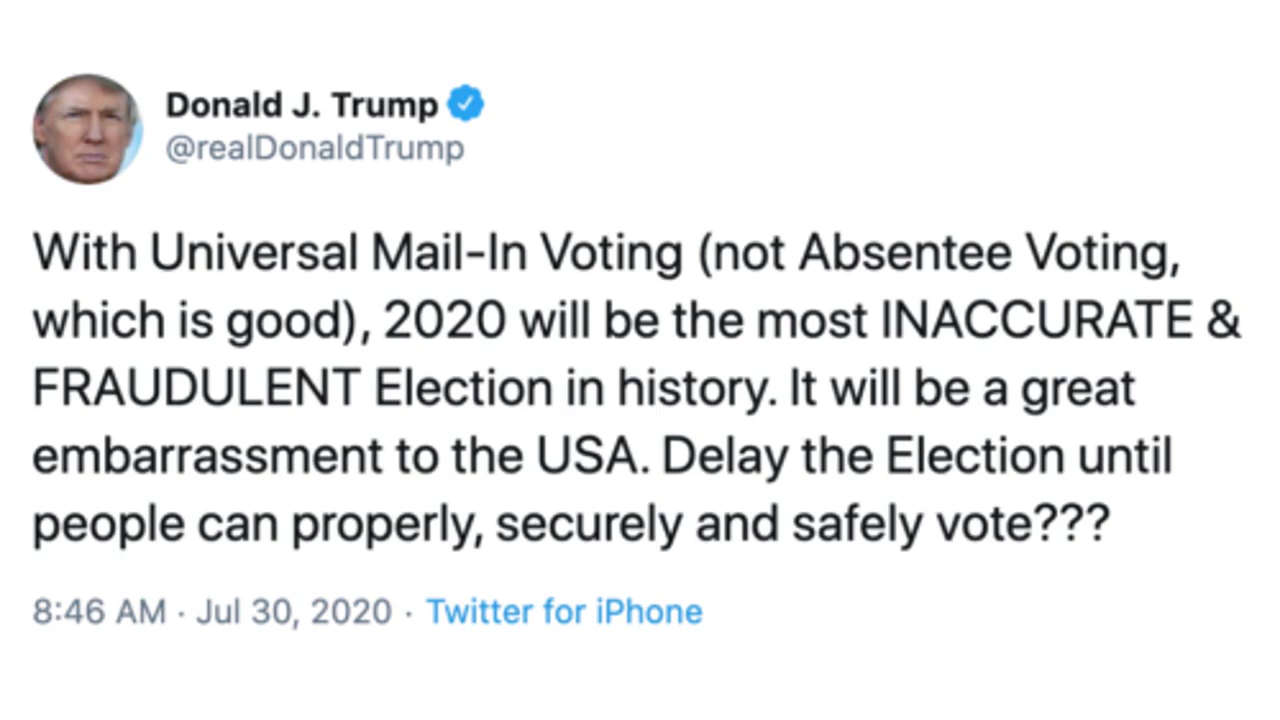 Donald J. Trump
@realDonaldTrump
With Universal Mail-In Voting (not Absentee Voting,
which is good), 2020 will be the most INACCURATE &
FRAUDULENT Election in history. It will be a great
embarrassment to the USA. Delay the Election until
people can properly, securely and safely vote???
8:46 AM · Jul 30, 2020 · Twitter for iPhone